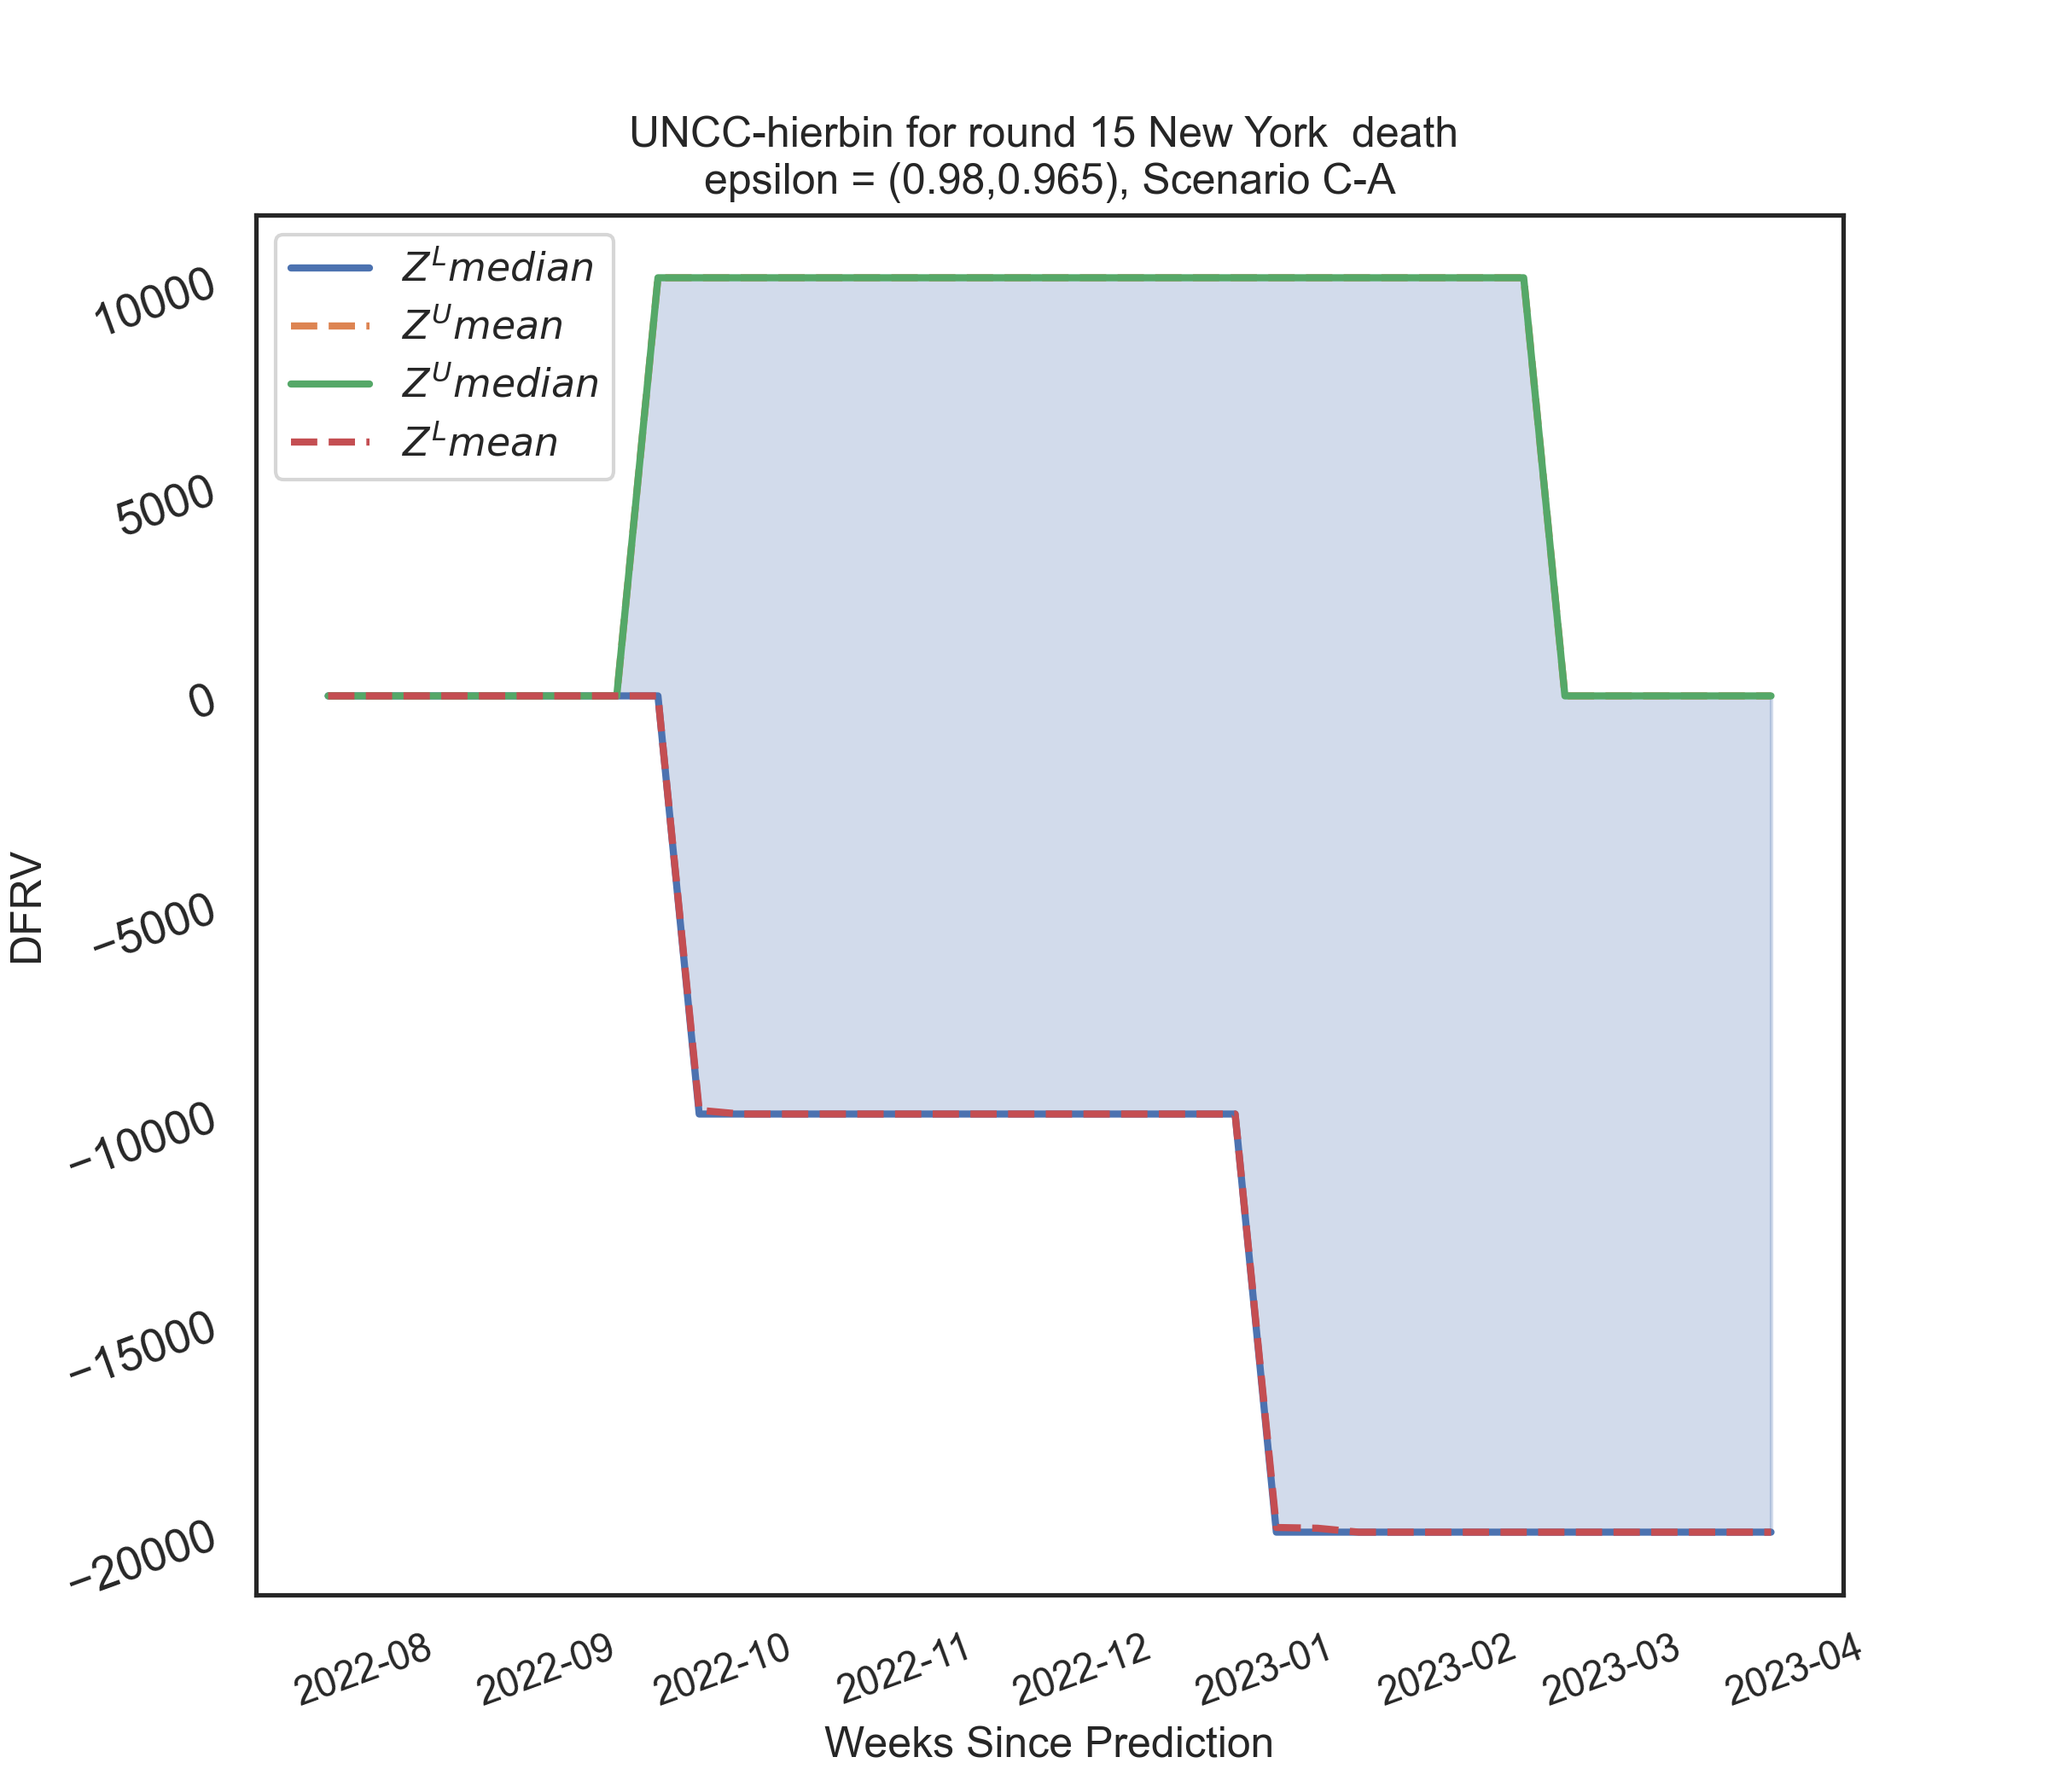 UNCC-hierbin for round 15 New York  death
epsilon = (0.98,0.965), Scenario C-A
Z^L median
Z^U mean
Z^U median
Z^L mean
10000
5000
0
−5000
−10000
−15000
−20000
DFRV
2022-08
2022-09
2022-10
2022-11
2022-12
2023-01
2023-02
2023-03
2023-04
Weeks Since Prediction